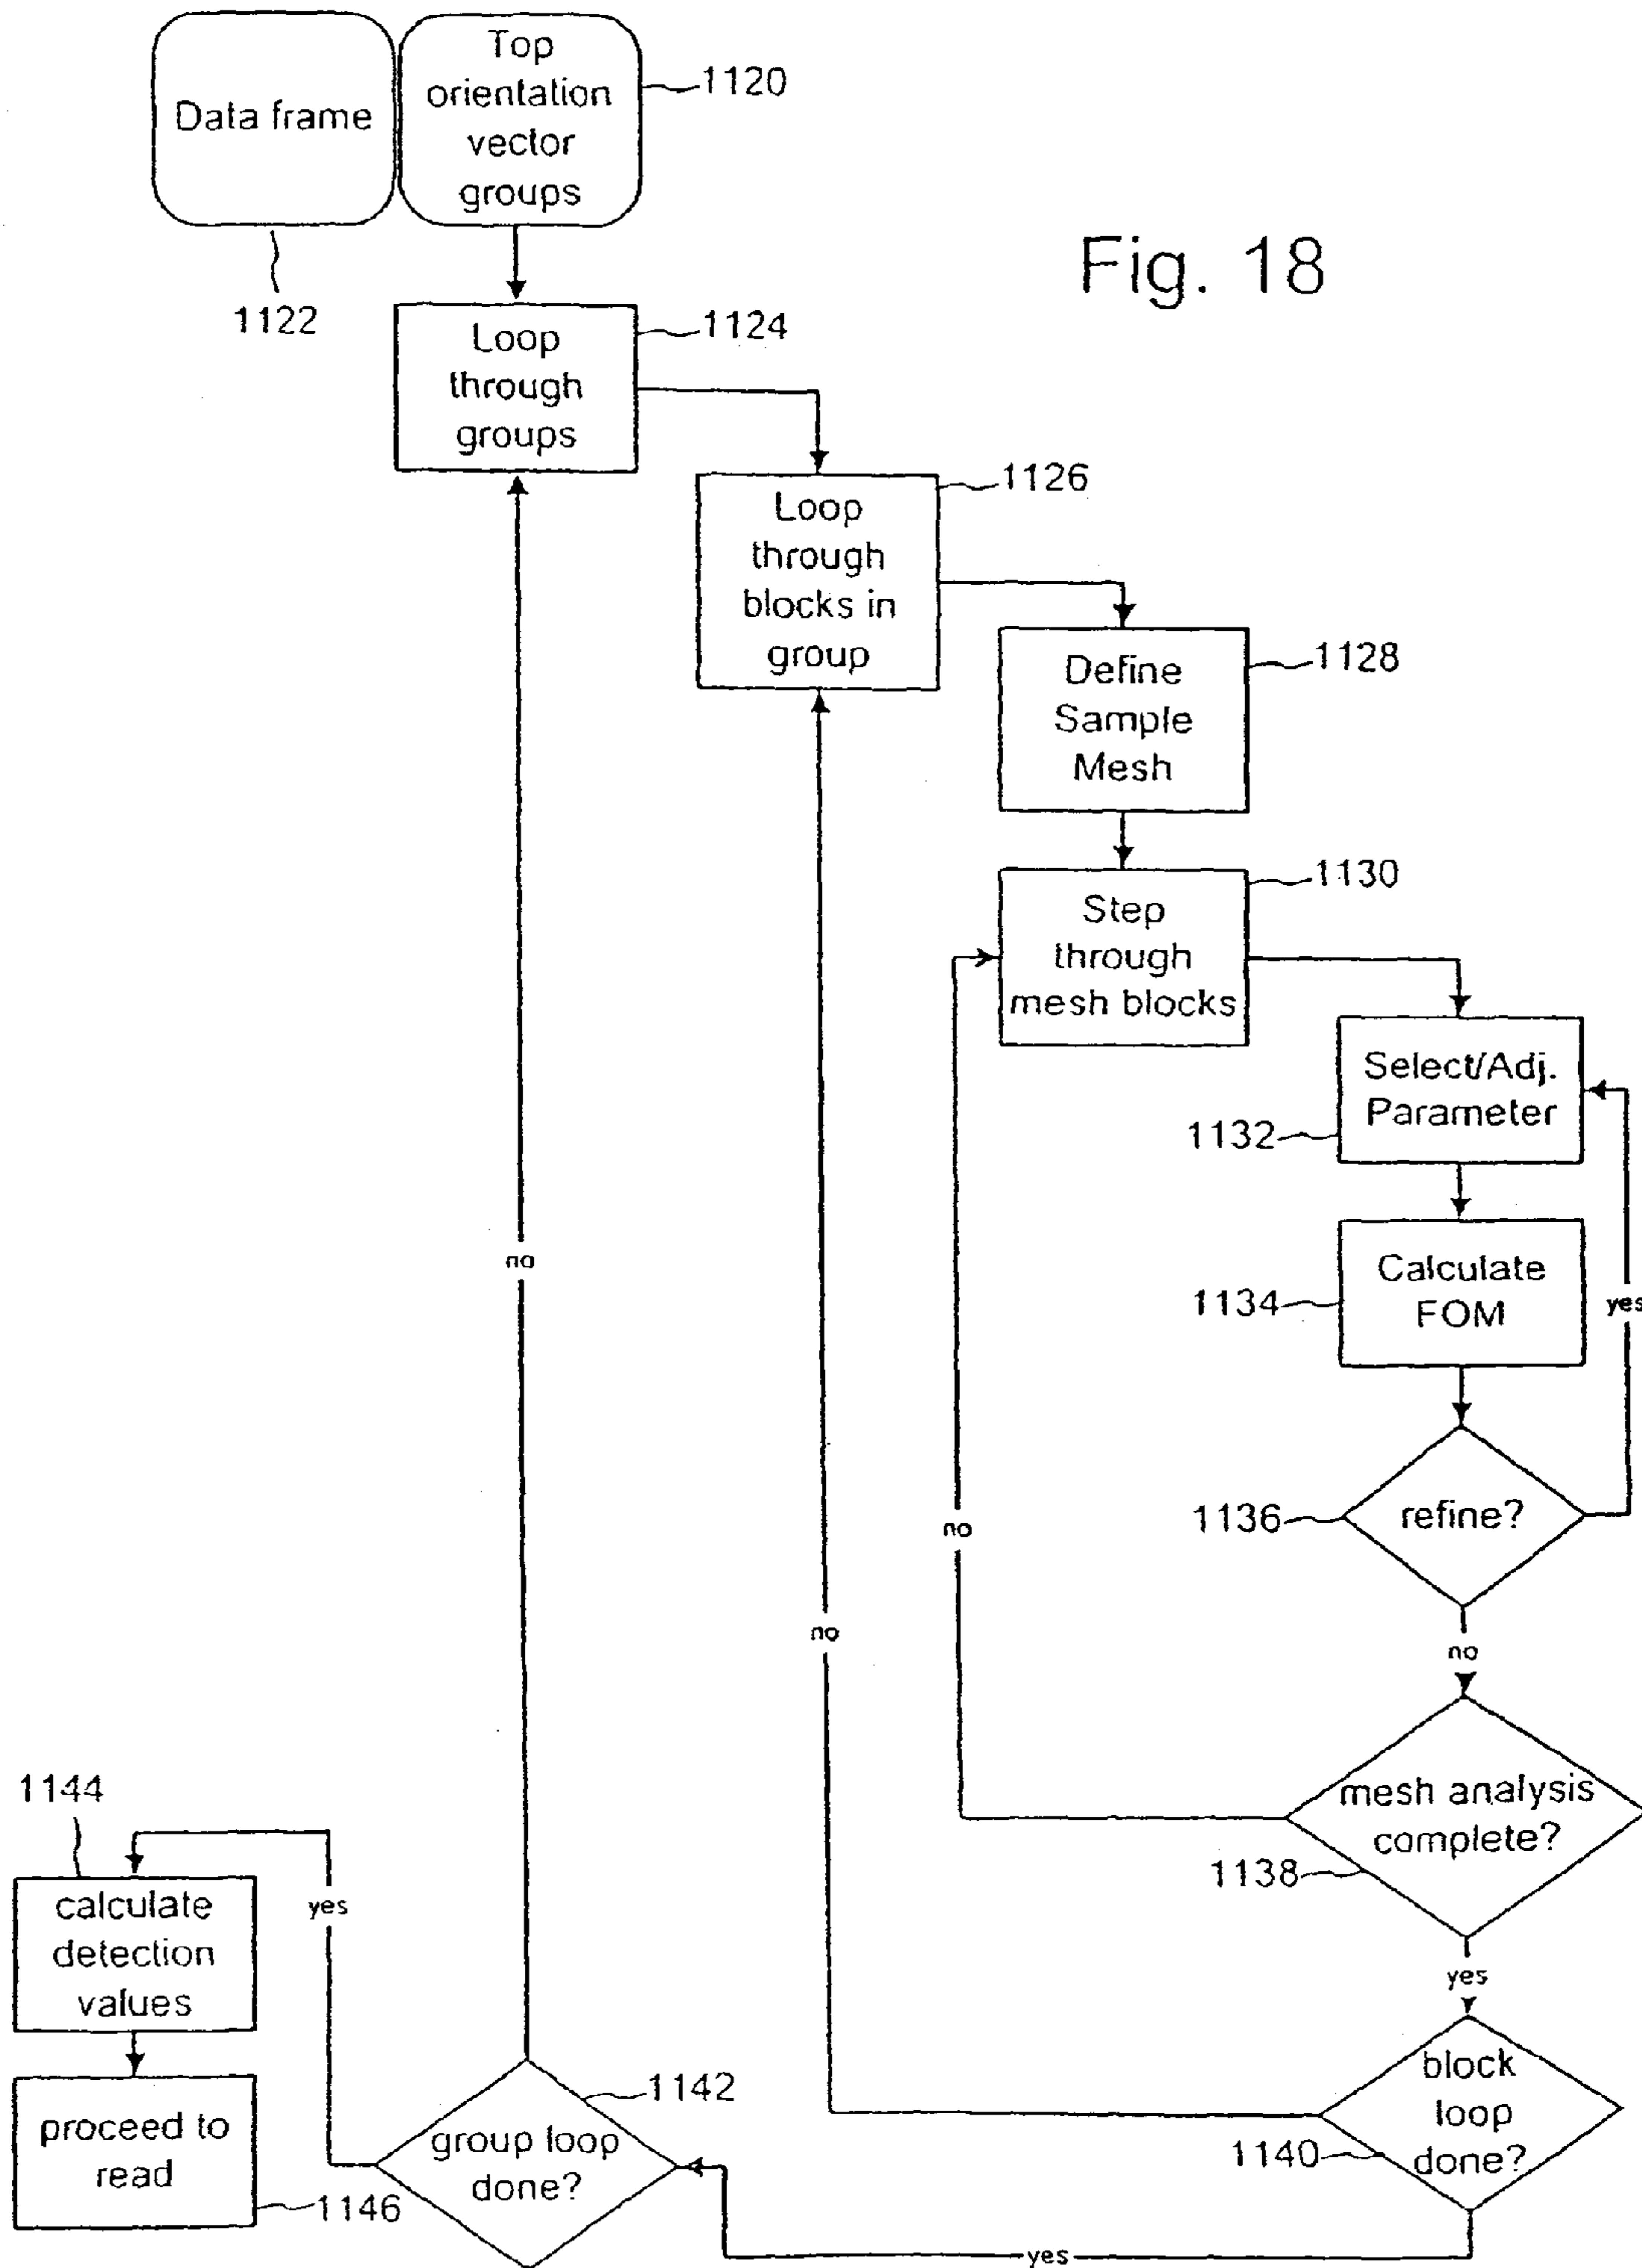 Top
orientation
vector
groups
1120
Data frame
1122
Fig. 18
Loop
through
groups
1124
Loop
through
blocks in
group
1126
Define
Sample
Mesh
1128
Step
through
mesh blocks
1130
Select/Adj.
Parameter
1132
Calculate
FOM
1134
yes
refine?
1136
no
no
no
no
mesh analysis
complete?
1138
yes
block
loop
done?
1140
yes
group loop
done?
1142
yes
1144
calculate
detection
values
proceed to
read
1146